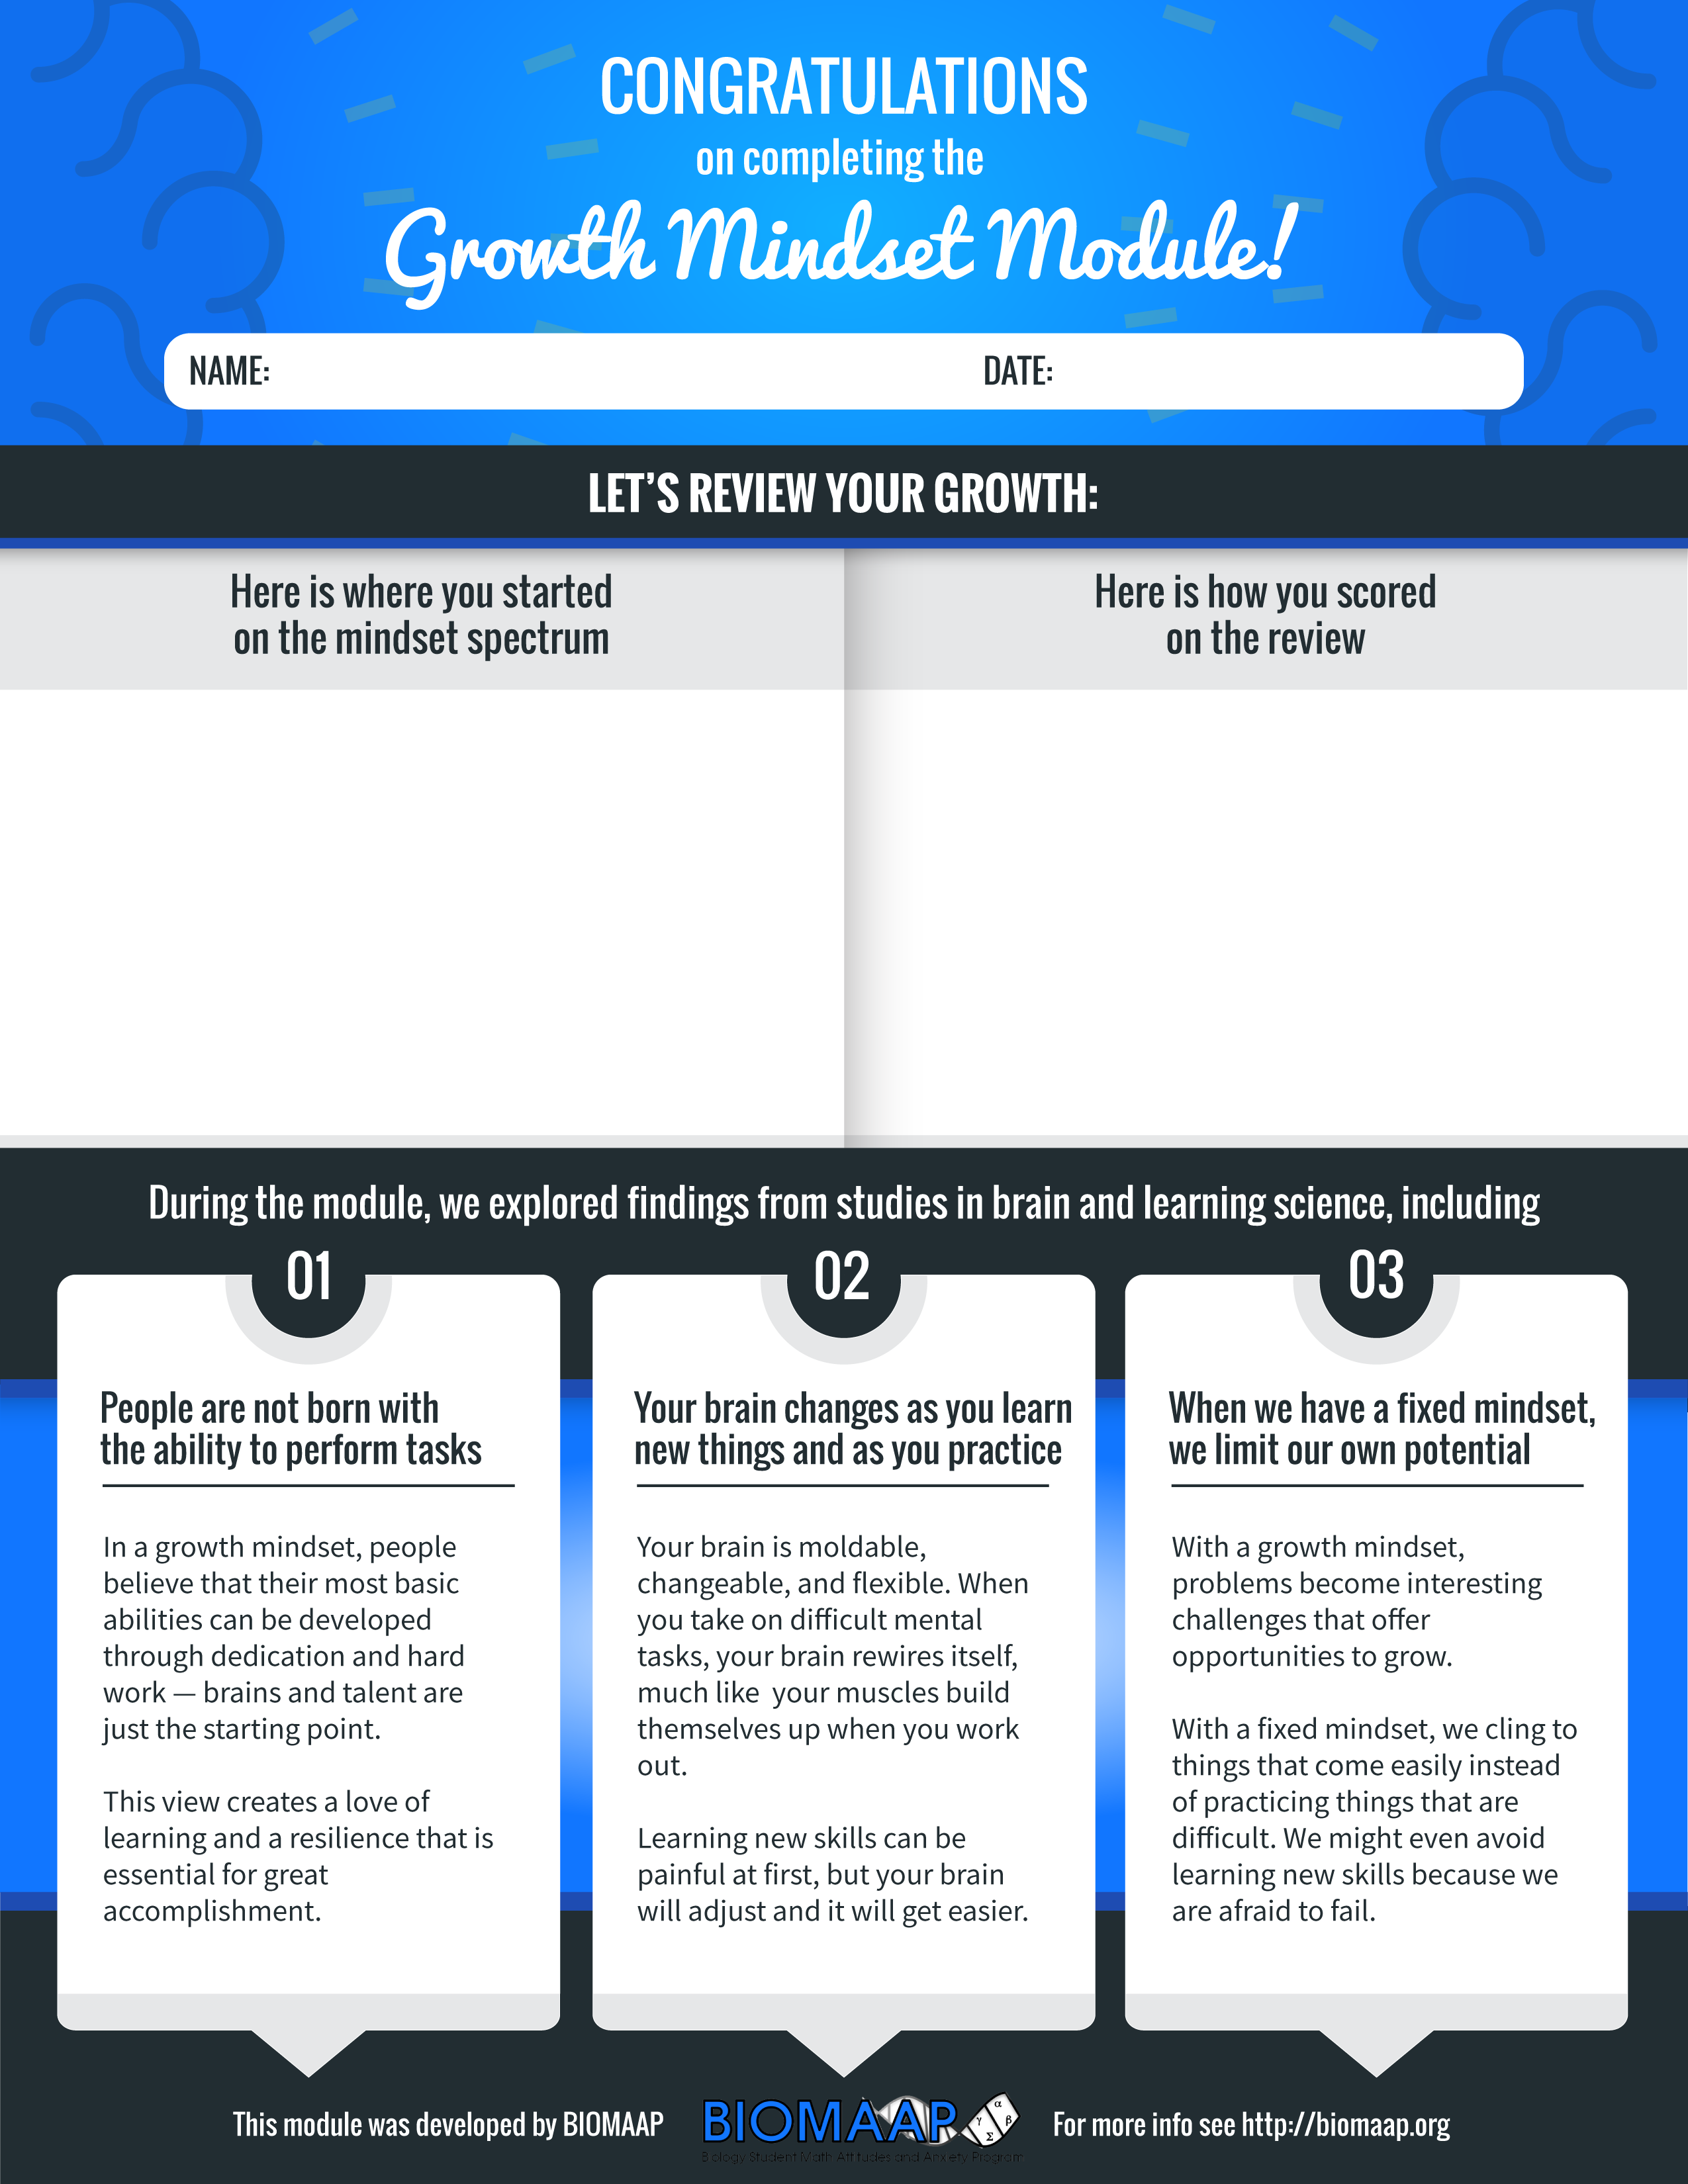 CONGRATULATIONS
on completing the
Growth Mindset Module!
NAME:
DATE:
LET'S REVIEW YOUR GROWTH:
Here is where you started
on the mindset spectrum
Here is how you scored
on the review
During the module, we explored findings from studies in brain and learning science, including
01
People are not born with
the ability to perform tasks
In a growth mindset, people
believe that their most basic
abilities can be developed
through dedication and hard
work — brains and talent are
just the starting point.
This view creates a love of
learning and a resilience that is
essential for great
accomplishment.
02
Your brain changes as you learn
new things and as you practice
Your brain is moldable,
changeable, and flexible. When
you take on difficult mental
tasks, your brain rewires itself,
much like  your muscles build
themselves up when you work
out.
Learning new skills can be
painful at first, but your brain
will adjust and it will get easier.
03
When we have a fixed mindset,
we limit our own potential
With a growth mindset,
problems become interesting
challenges that offer
opportunities to grow.
With a fixed mindset, we cling to
things that come easily instead
of practicing things that are
difficult. We might even avoid
learning new skills because we
are afraid to fail.
This module was developed by BIOMAAP
BIOMAAP
α
γ β
Σ
Biology Student Math Attitudes and Anxiety Program
For more info see http://biomaap.org